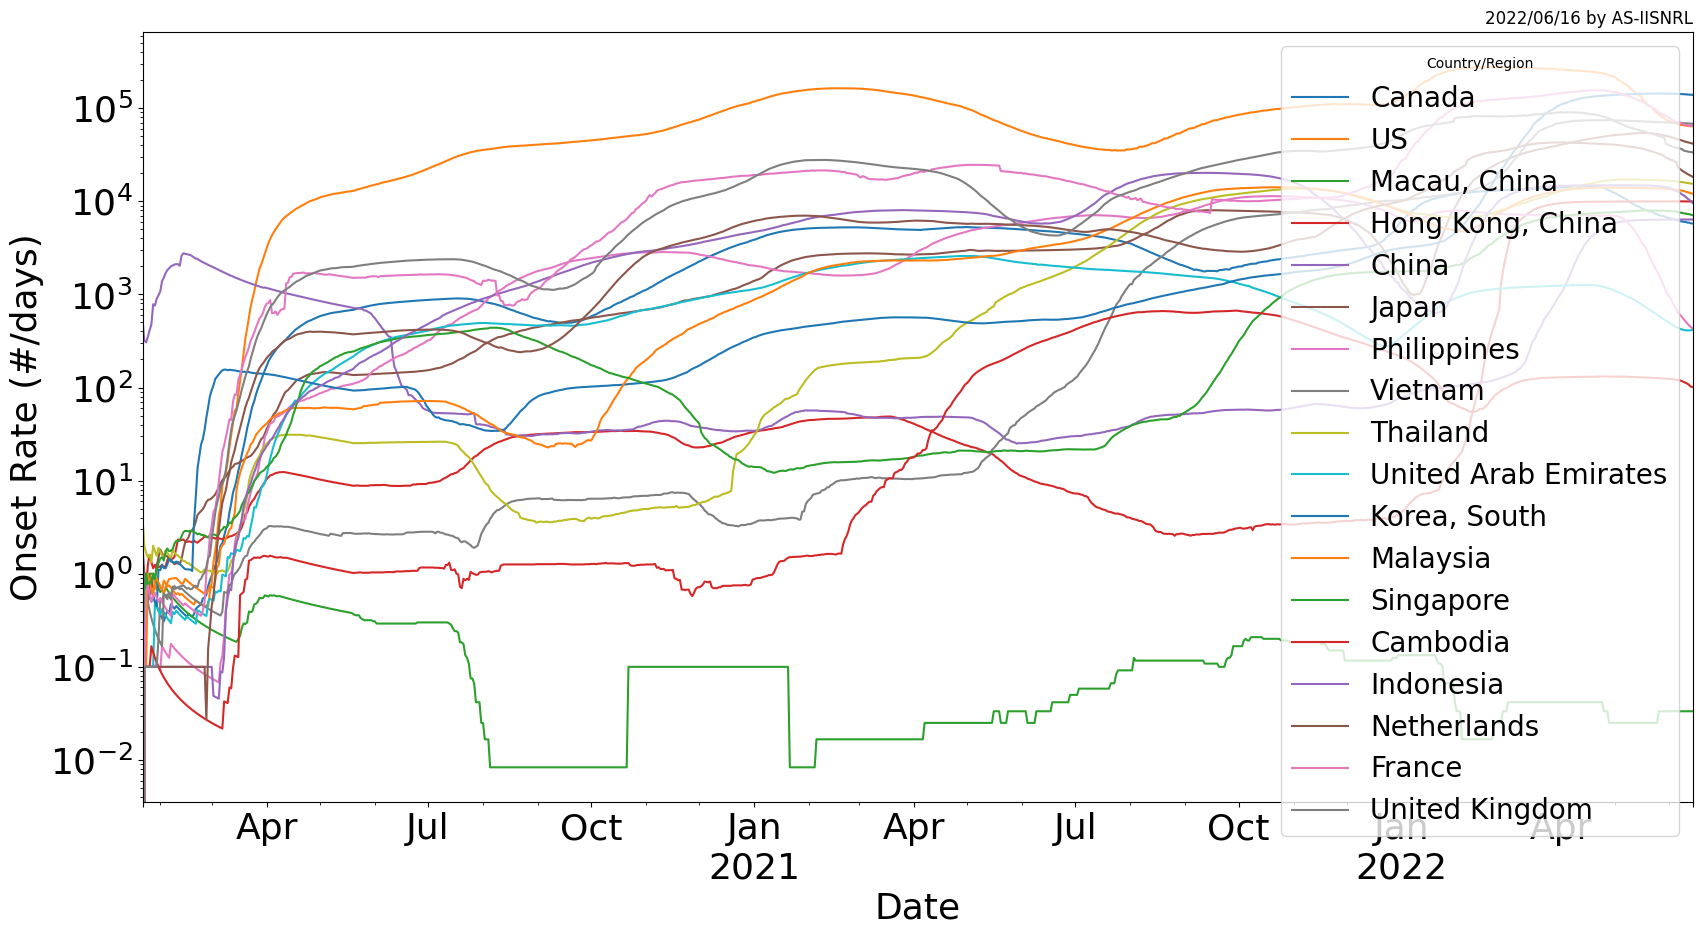 2022/06/16 by AS-IISNRL
Onset Rate (#/days)
10^5
10^4
10^3
10^2
10^1
10^0
10^-1
10^-2
Country/Region
Canada
US
Macau, China
Hong Kong, China
China
Japan
Philippines
Vietnam
Thailand
United Arab Emirates
Korea, South
Malaysia
Singapore
Cambodia
Indonesia
Netherlands
France
United Kingdom
Apr Jul Oct Jan Apr Jul Oct Jan Apr
2021 2022
Date